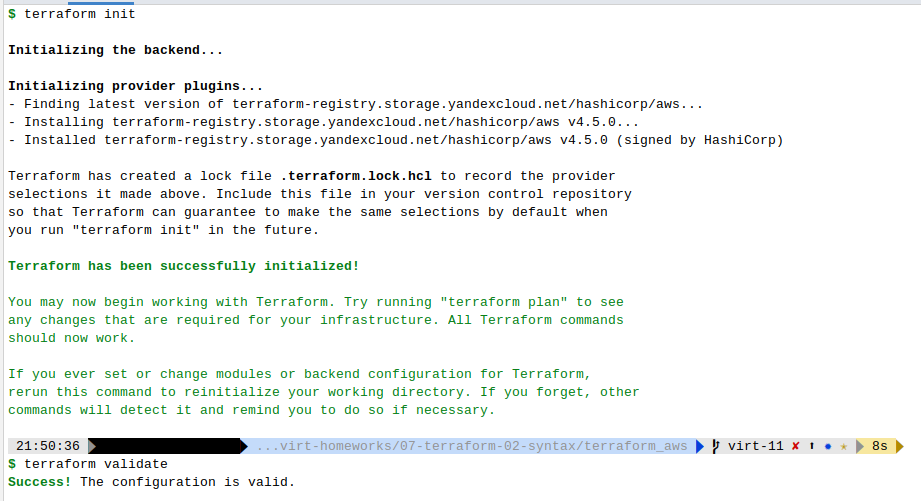 $ terraform init
Initializing the backend...
Initializing provider plugins...
- Finding latest version of terraform-registry.storage.yandexcloud.net/hashicorp/aws...
- Installing terraform-registry.storage.yandexcloud.net/hashicorp/aws v4.5.0...
- Installed terraform-registry.storage.yandexcloud.net/hashicorp/aws v4.5.0 (signed by HashiCorp)
Terraform has created a lock file .terraform.lock.hcl to record the provider
selections it made above. Include this file in your version control repository
so that Terraform can guarantee to make the same selections by default when
you run "terraform init" in the future.
Terraform has been successfully initialized!
You may now begin working with Terraform. Try running "terraform plan" to see
any changes that are required for your infrastructure. All Terraform commands
should now work.
If you ever set or change modules or backend configuration for Terraform,
rerun this command to reinitialize your working directory. If you forget, other
commands will detect it and remind you to do so if necessary.
21:50:36 ...virt-homeworks/07-terraform-02-syntax/terraform_aws virt-11 ✘ ⬆ ✹ ✭ 8s
$ terraform validate
Success! The configuration is valid.